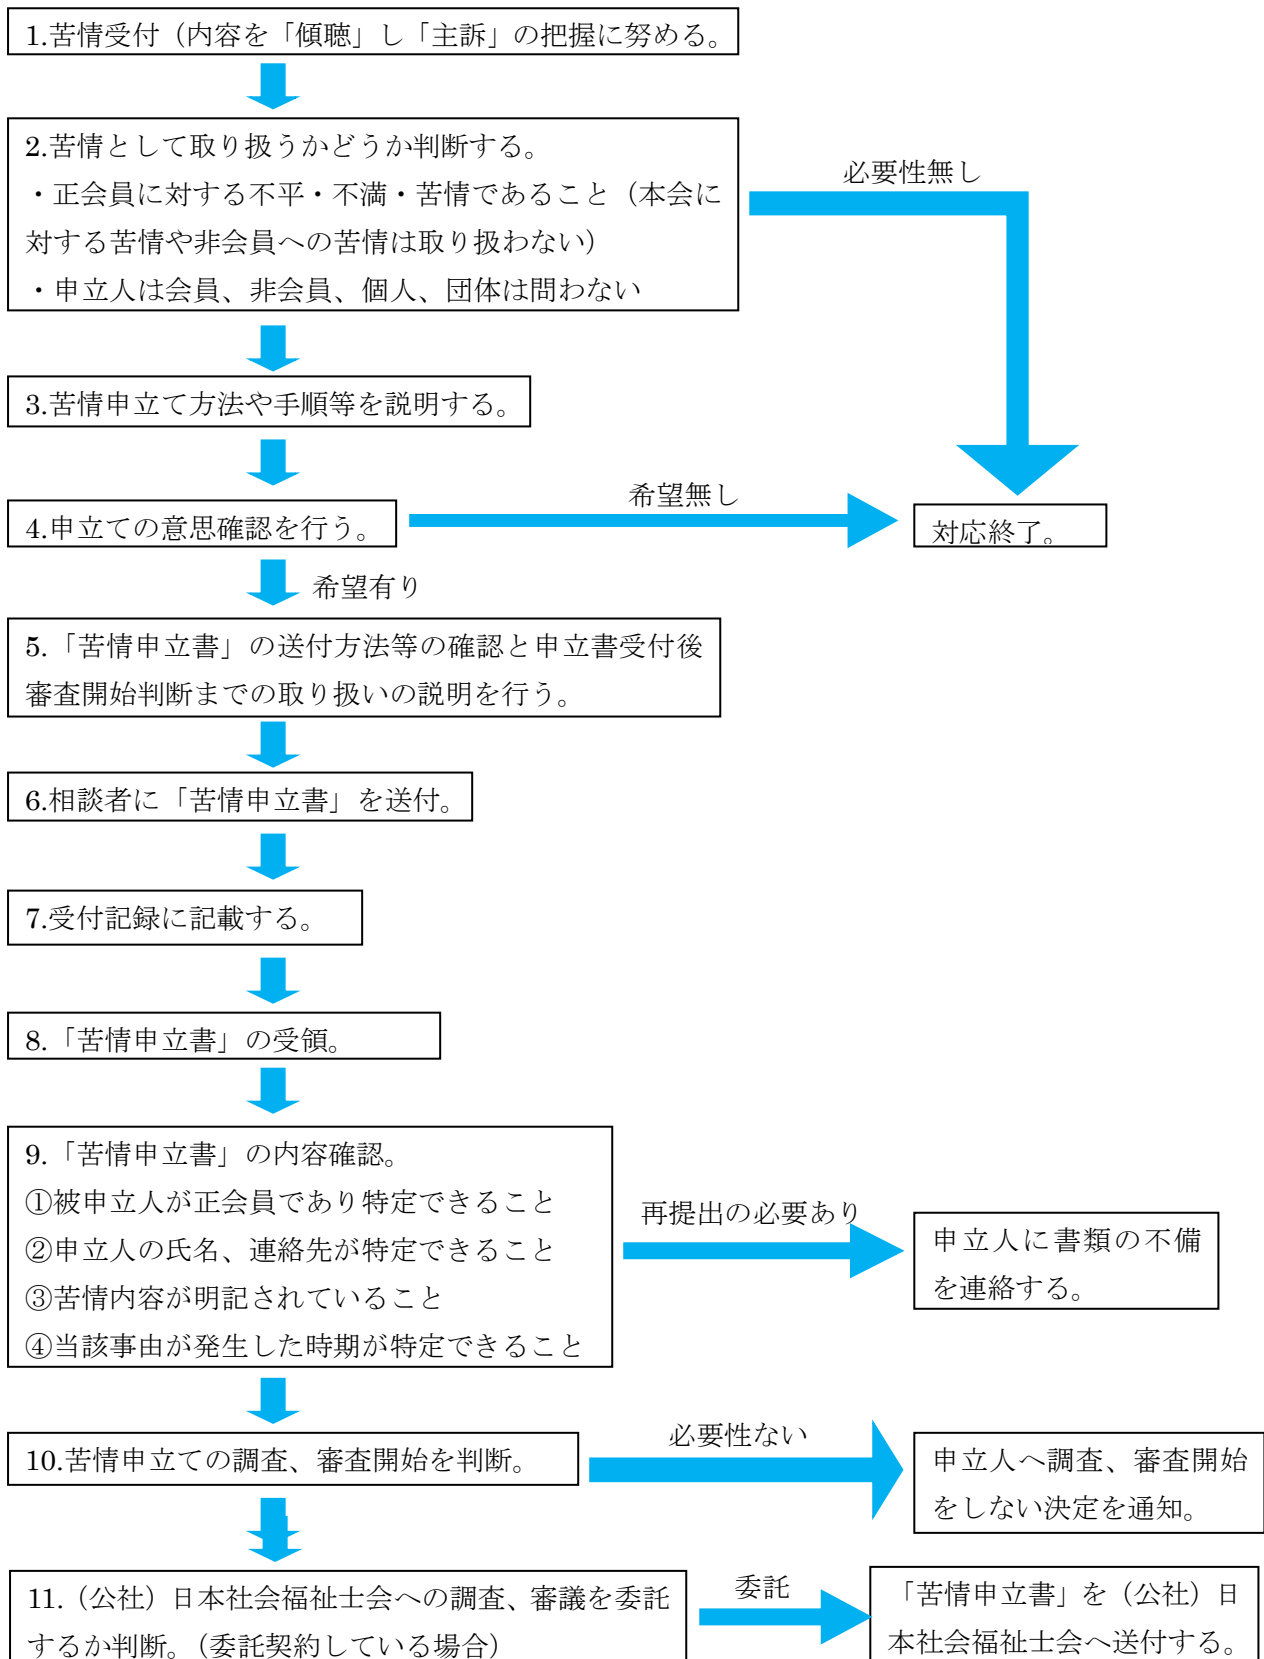 1.苦情受付（内容を「傾聴」し「主訴」の把握に努める。
2.苦情として取り扱うかどうか判断する。
・正会員に対する不平・不満・苦情であること（本会に
対する苦情や非会員への苦情は取り扱わない）
・申立人は会員、非会員、個人、団体は問わない
必要性無し
3.苦情申立て方法や手順等を説明する。
4.申立ての意思確認を行う。
希望無し
対応終了。
希望有り
5.「苦情申立書」の送付方法等の確認と申立書受付後
審査開始判断までの取り扱いの説明を行う。
6.相談者に「苦情申立書」を送付。
7.受付記録に記載する。
8.「苦情申立書」の受領。
9.「苦情申立書」の内容確認。
①被申立人が正会員であり特定できること
②申立人の氏名、連絡先が特定できること
③苦情内容が明記されていること
④当該事由が発生した時期が特定できること
再提出の必要あり
申立人に書類の不備
を連絡する。
10.苦情申立ての調査、審査開始を判断。
必要性ない
申立人へ調査、審査開始
をしない決定を通知。
11.（公社）日本社会福祉士会への調査、審議を委託
するか判断。（委託契約している場合）
委託
「苦情申立書」を（公社）日
本社会福祉士会へ送付する。